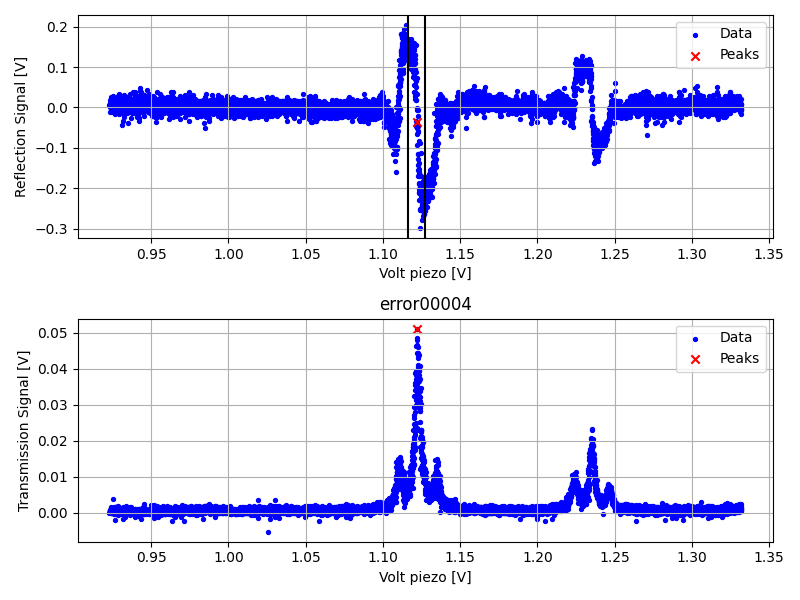 0.2
0.1
0.0
−0.1
−0.2
−0.3
Reflection Signal [V]
Data
Peaks
0.95 1.00 1.05 1.10 1.15 1.20 1.25 1.30 1.35
Volt piezo [V]
error00004
0.05
0.04
0.03
0.02
0.01
0.00
Transmission Signal [V]
Data
Peaks
0.95 1.00 1.05 1.10 1.15 1.20 1.25 1.30 1.35
Volt piezo [V]